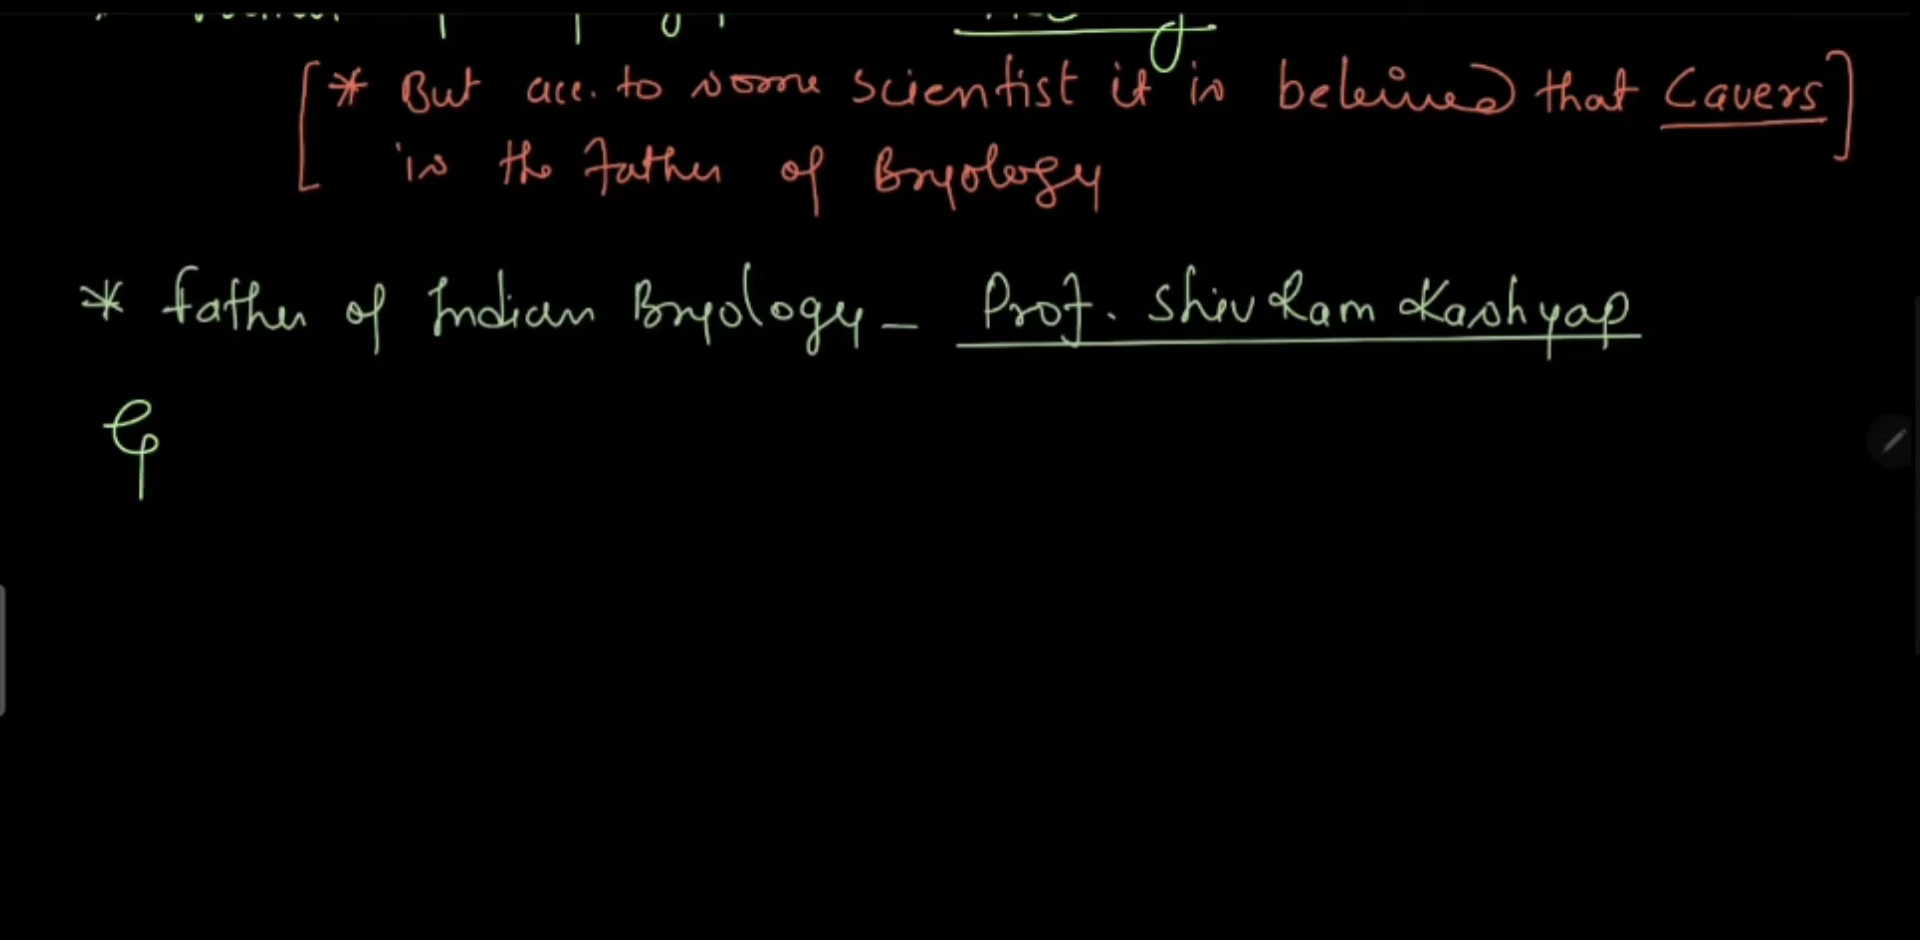 [* But acc. to some scientist it is beleived that Cavers]
is the father of Bryology
* father of Indian Bryology - Prof. Shiv Ram Kashyap